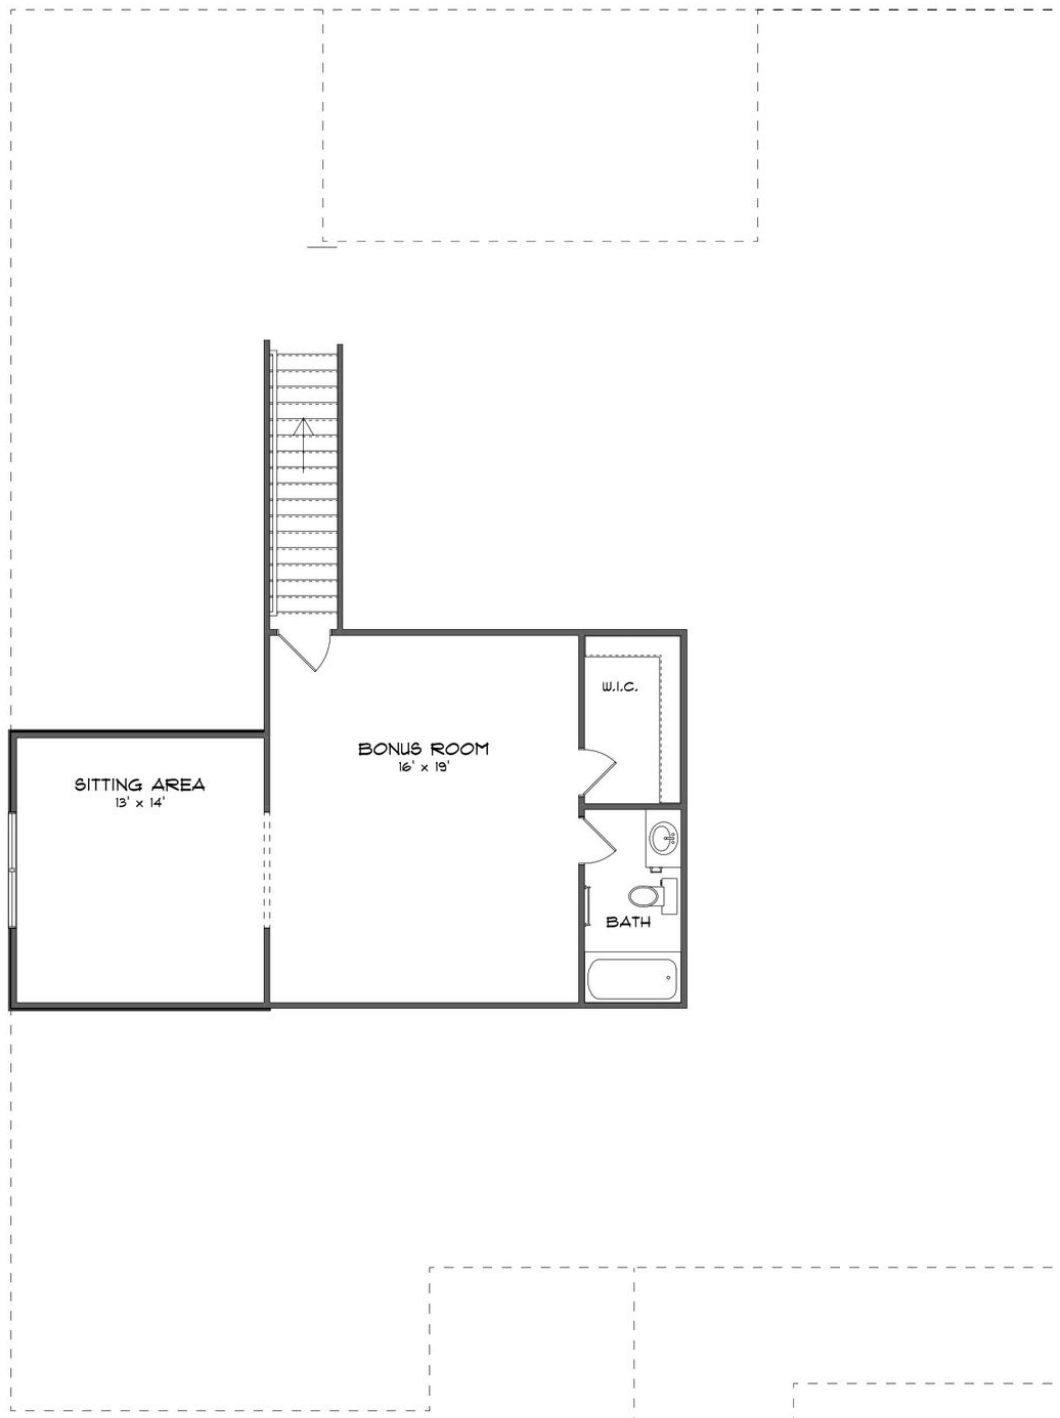 W.I.C.
BONUS ROOM
16' x 19'
SITTING AREA
13' x 14'
BATH